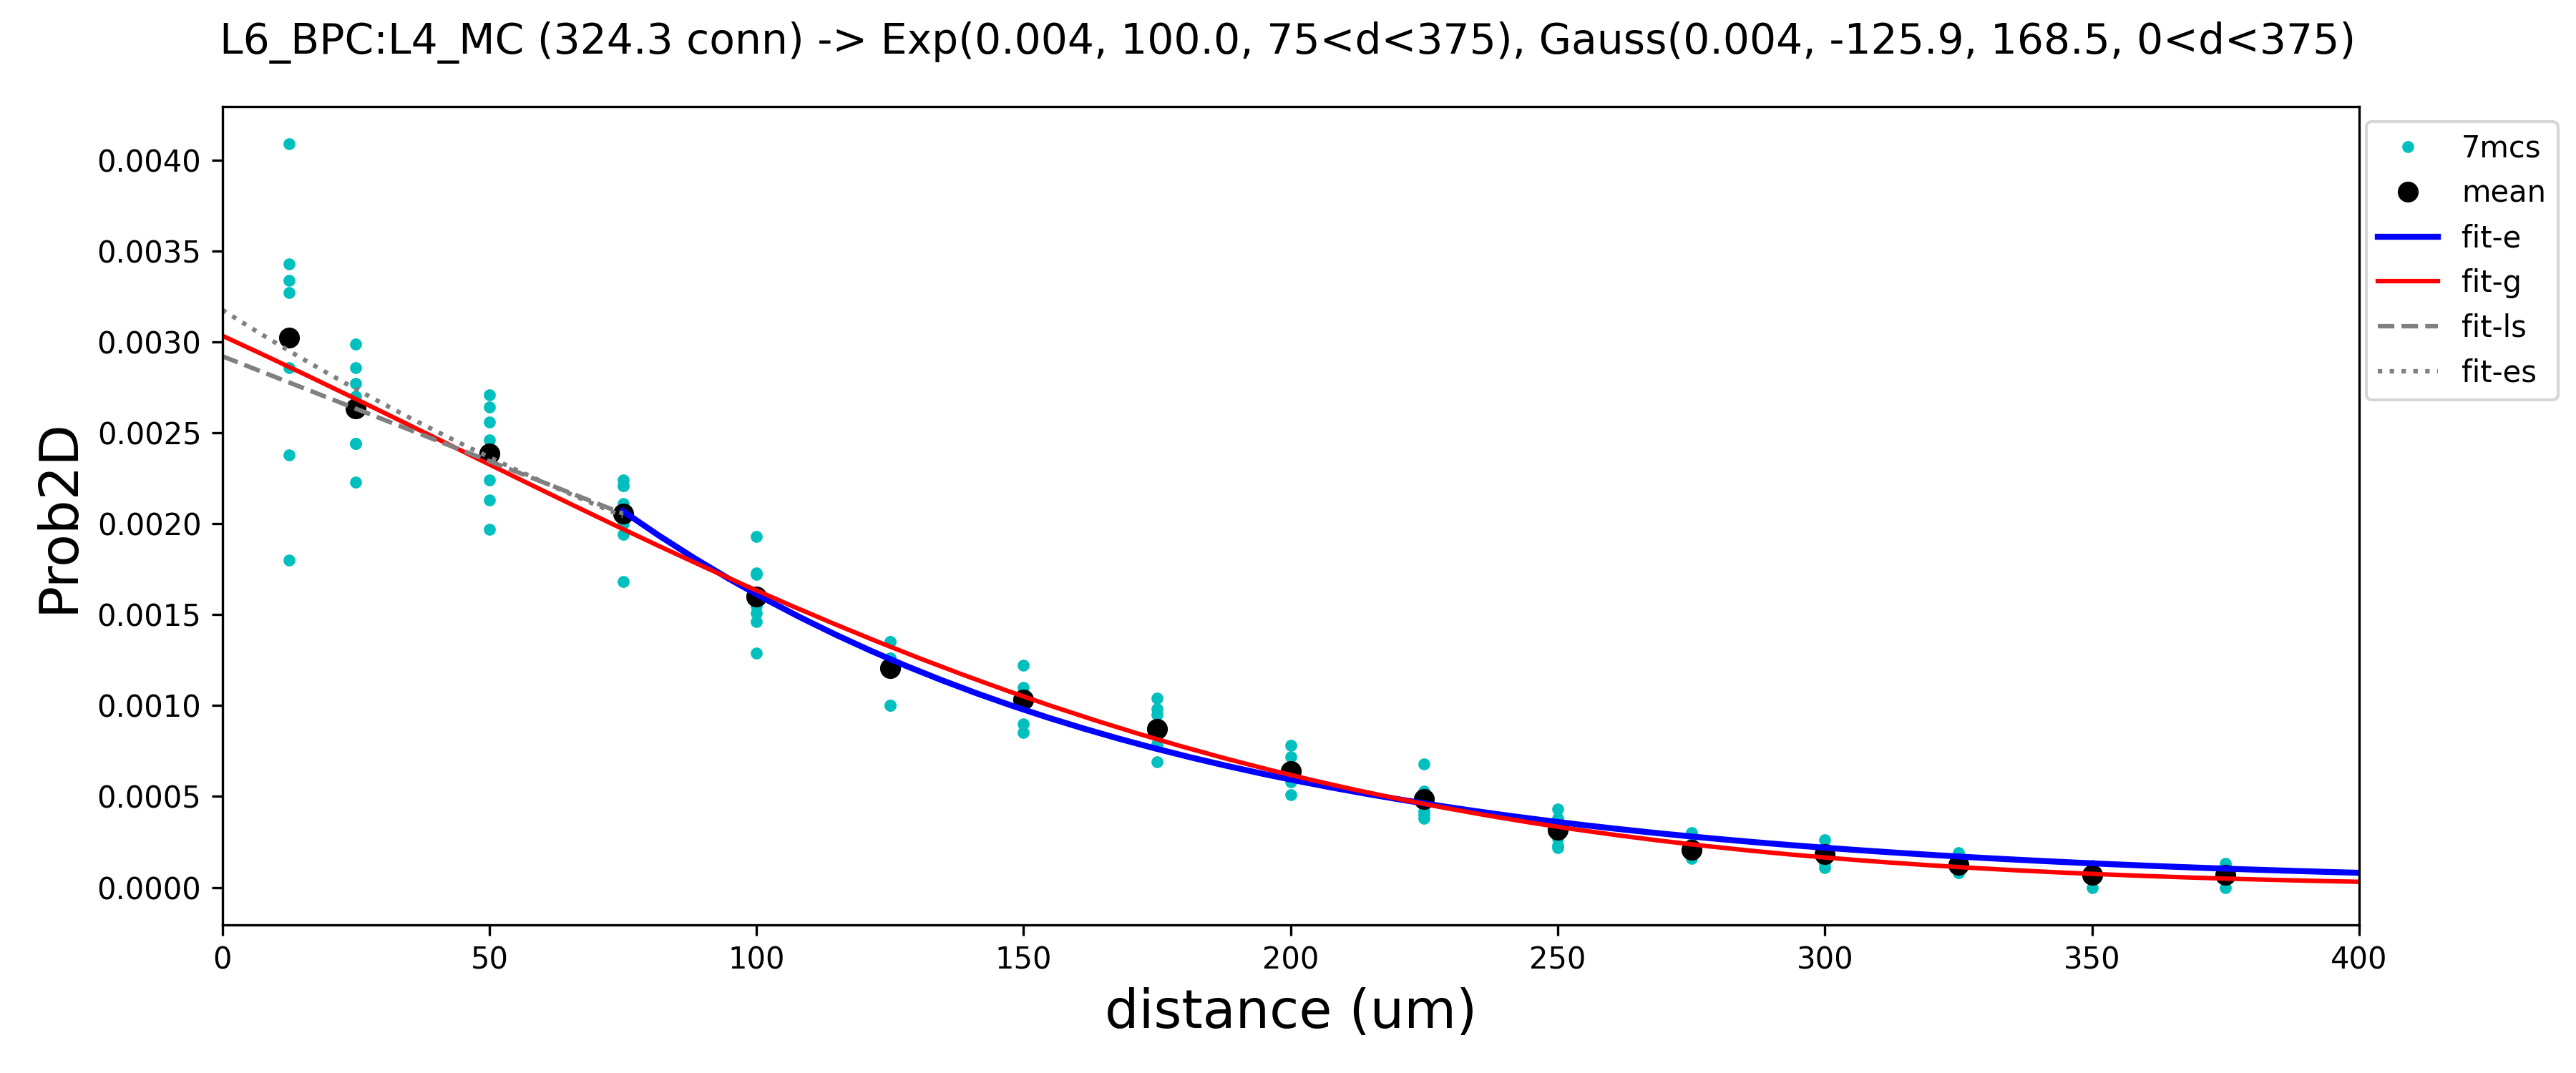 L6_BPC:L4_MC (324.3 conn) -> Exp(0.004, 100.0, 75<d<375), Gauss(0.004, -125.9, 168.5, 0<d<375)
0.0040
0.0035
0.0030
0.0025
0.0020
0.0015
0.0010
0.0005
0.0000
Prob2D
0 50 100 150 200 250 300 350 400
distance (um)
7mcs
mean
fit-e
fit-g
fit-ls
fit-es